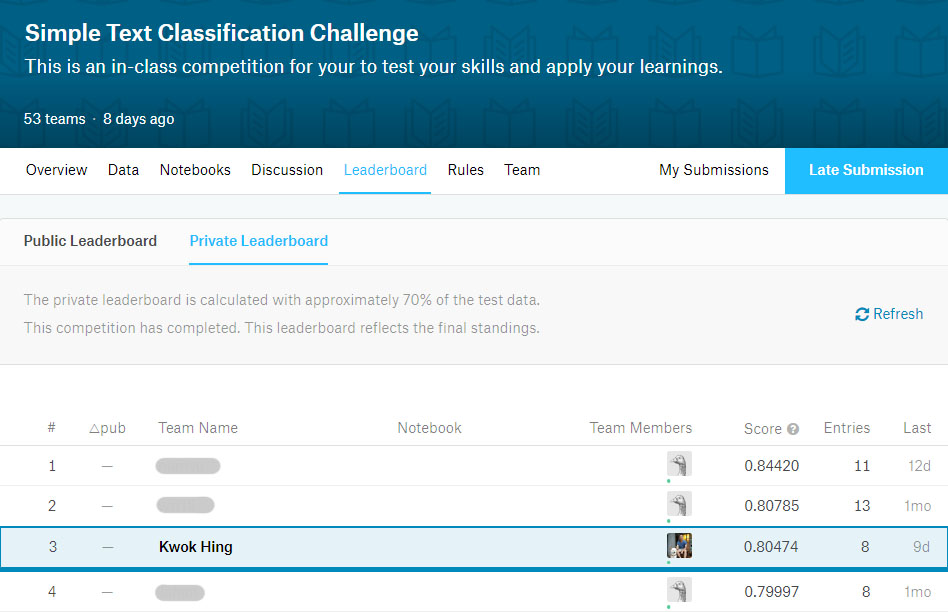 Simple Text Classification Challenge
This is an in-class competition for your to test your skills and apply your learnings.
53 teams · 8 days ago
Overview Data Notebooks Discussion Leaderboard Rules Team My Submissions Late Submission
Public Leaderboard Private Leaderboard
The private leaderboard is calculated with approximately 70% of the test data.
This competition has completed. This leaderboard reflects the final standings.
Refresh
# △pub Team Name Notebook Team Members Score ? Entries Last
1 — 0.84420 11 12d
2 — 0.80785 13 1mo
3 — Kwok Hing 0.80474 8 9d
4 — 0.79997 8 1mo